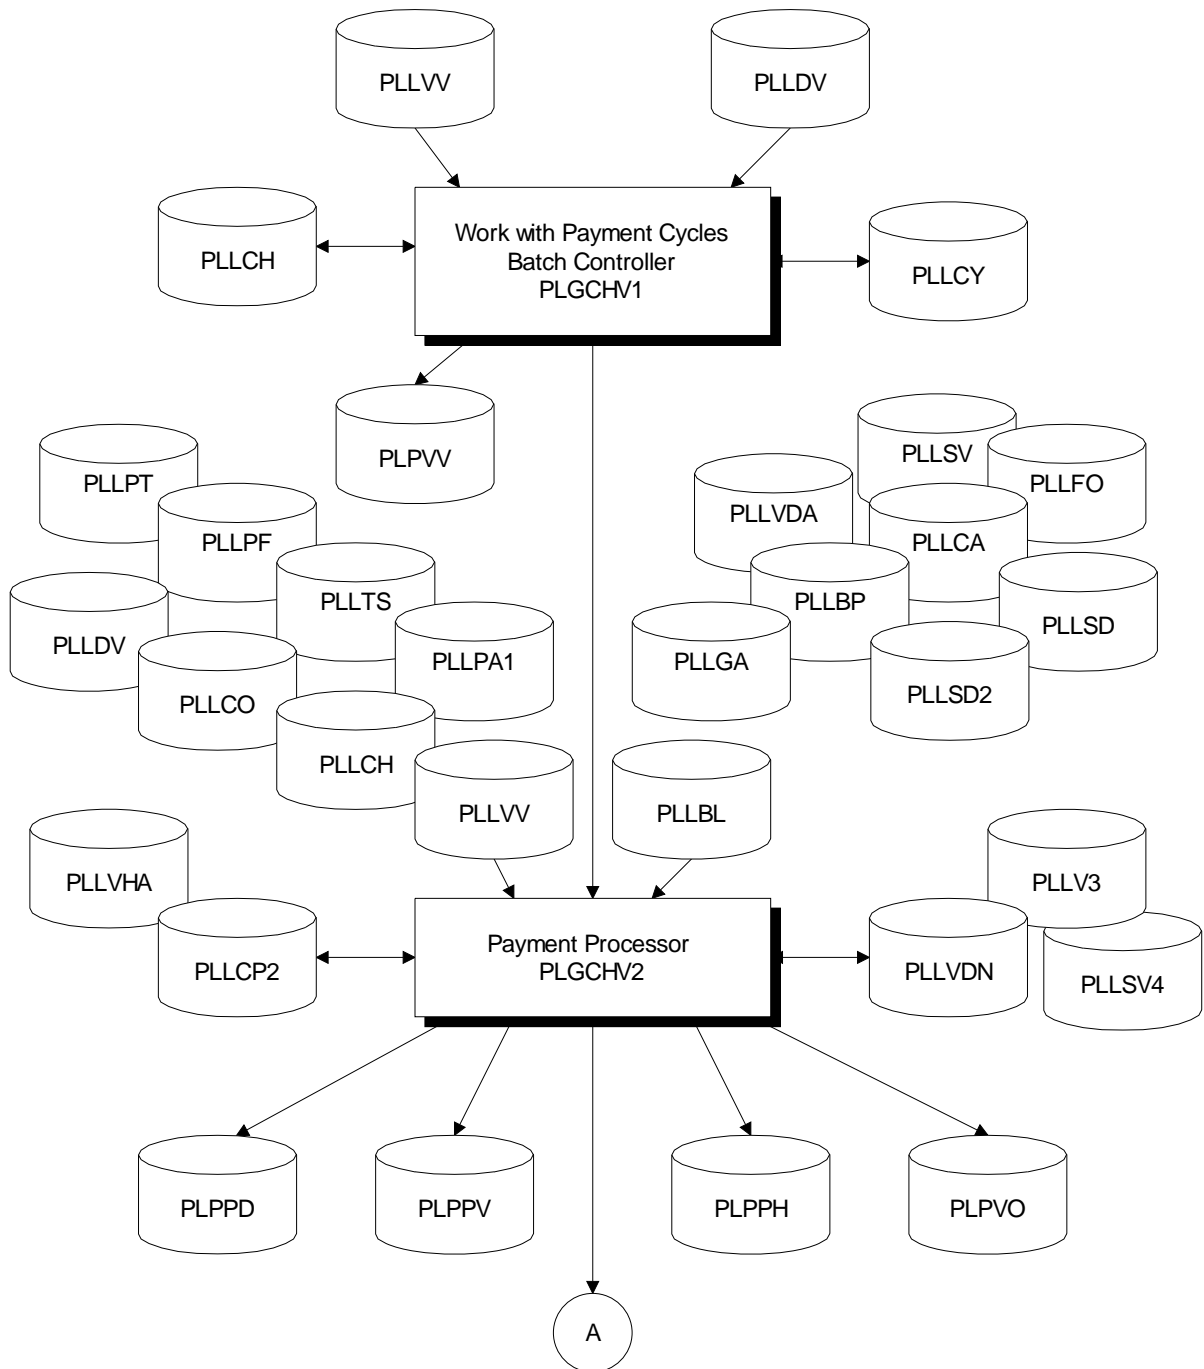 PLLVV
PLLDV
PLLCH
Work with Payment Cycles
Batch Controller
PLGCHV1
PLLCY
PLPVV
PLLPT
PLLPF
PLLTS
PLLDV
PLLPA1
PLLCO
PLLCH
PLLVV
PLLSV
PLLFO
PLLVDA
PLLCA
PLLBP
PLLSD
PLLGA
PLLSD2
PLLBL
PLLVHA
PLLCP2
Payment Processor
PLGCHV2
PLLV3
PLLVDN
PLLSV4
PLPPD
PLPPV
PLPPH
PLPVO
A